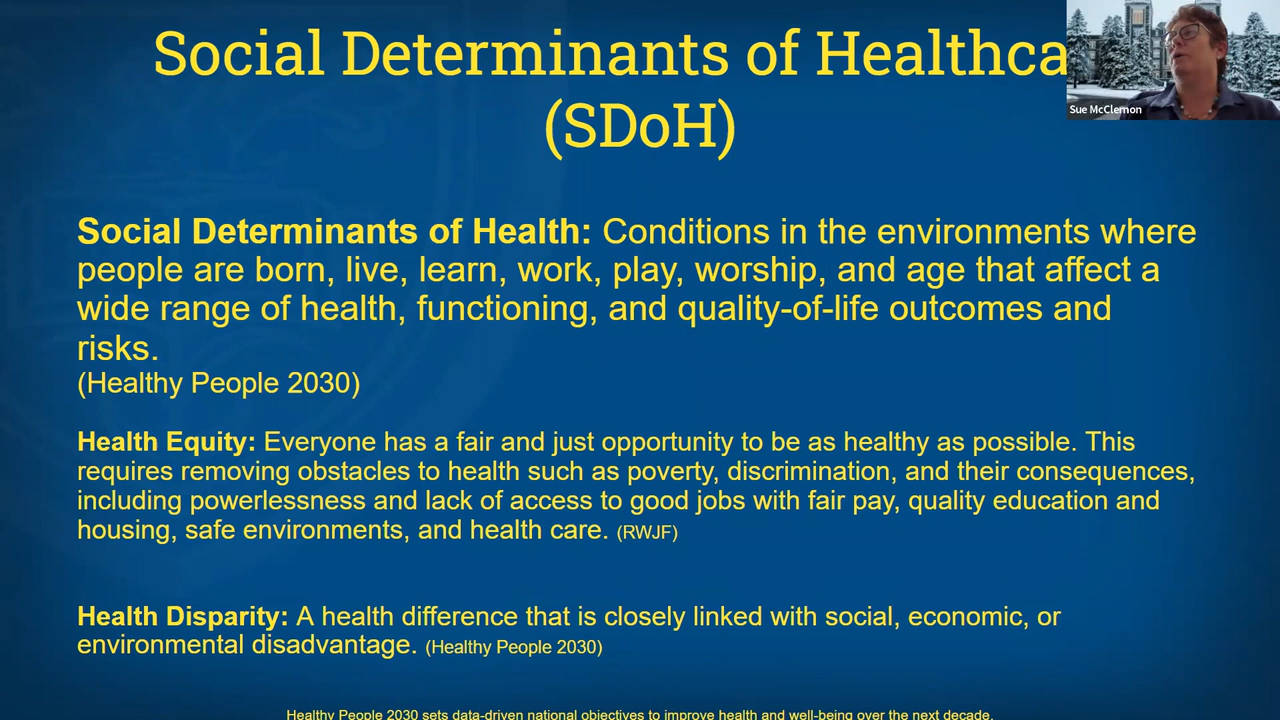 Social Determinants of Healthca
(SDoH)
Sue McClernon
Social Determinants of Health: Conditions in the environments where
people are born, live, learn, work, play, worship, and age that affect a
wide range of health, functioning, and quality-of-life outcomes and
risks.
(Healthy People 2030)
Health Equity: Everyone has a fair and just opportunity to be as healthy as possible. This
requires removing obstacles to health such as poverty, discrimination, and their consequences,
including powerlessness and lack of access to good jobs with fair pay, quality education and
housing, safe environments, and health care. (RWJF)
Health Disparity: A health difference that is closely linked with social, economic, or
environmental disadvantage. (Healthy People 2030)
Healthy People 2030 sets data-driven national objectives to improve health and well-being over the next decade.